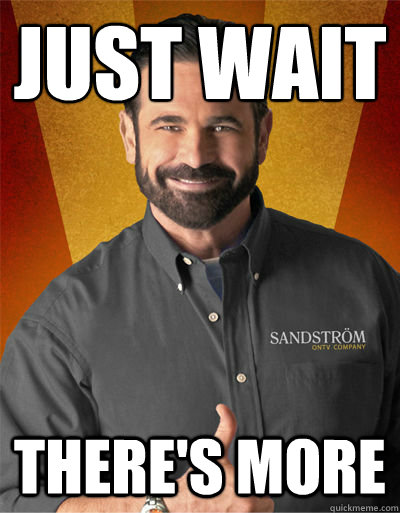 JUST WAIT
SANDSTRÖM
ONTV COMPANY
THERE'S MORE
quickmeme.com